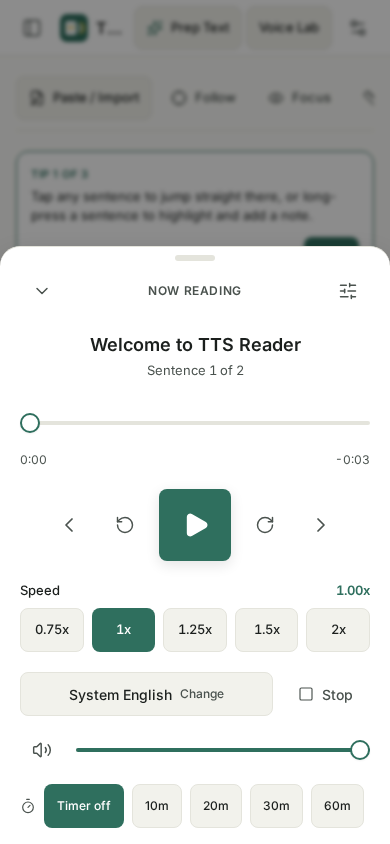 T... Prep Text Voice Lab
Paste / Import Follow Focus
TIP 1 OF 3
Tap any sentence to jump straight there, or long-
press a sentence to highlight and add a note.
NOW READING
Welcome to TTS Reader
Sentence 1 of 2
0:00 -0:03
Speed 1.00x
0.75x 1x 1.25x 1.5x 2x
System English Change Stop
Timer off 10m 20m 30m 60m